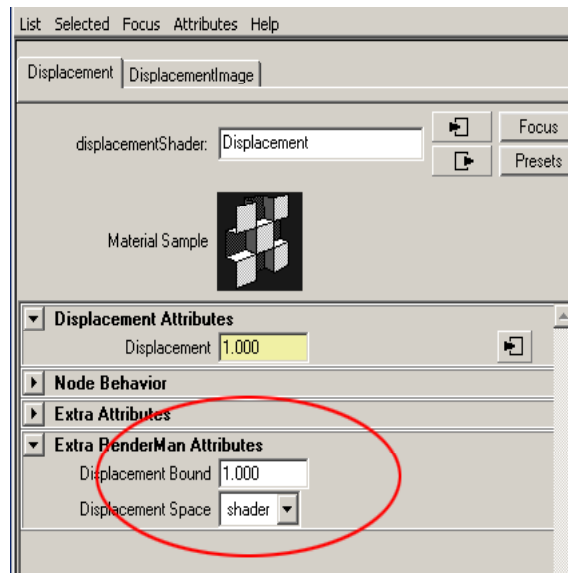 List Selected Focus Attributes Help
Displacement DisplacementImage
displacementShader: Displacement Focus
Presets
Material Sample
Displacement Attributes
Displacement 1.000
Node Behavior
Extra Attributes
Extra RenderMan Attributes
Displacement Bound 1.000
Displacement Space shader